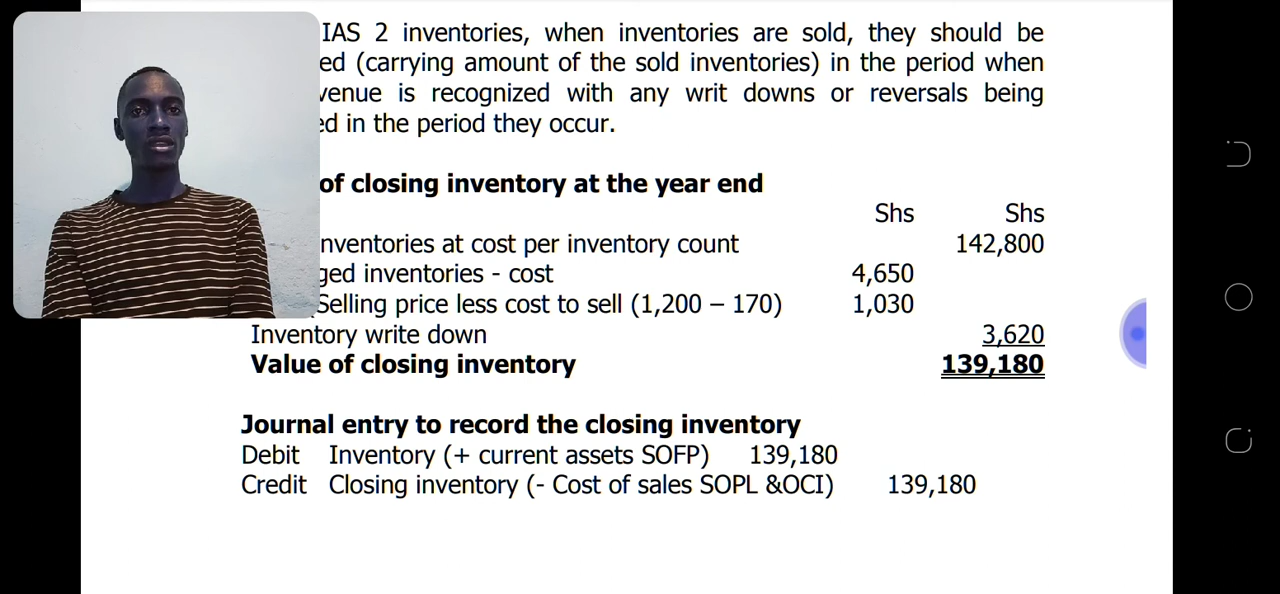 IAS 2 inventories, when inventories are sold, they should be
ed (carrying amount of the sold inventories) in the period when
venue is recognized with any writ downs or reversals being
ed in the period they occur.
of closing inventory at the year end
Shs Shs
nventories at cost per inventory count 142,800
ged inventories - cost 4,650
Selling price less cost to sell (1,200 – 170) 1,030
Inventory write down 3,620
Value of closing inventory 139,180
Journal entry to record the closing inventory
Debit Inventory (+ current assets SOFP) 139,180
Credit Closing inventory (- Cost of sales SOPL &OCI) 139,180